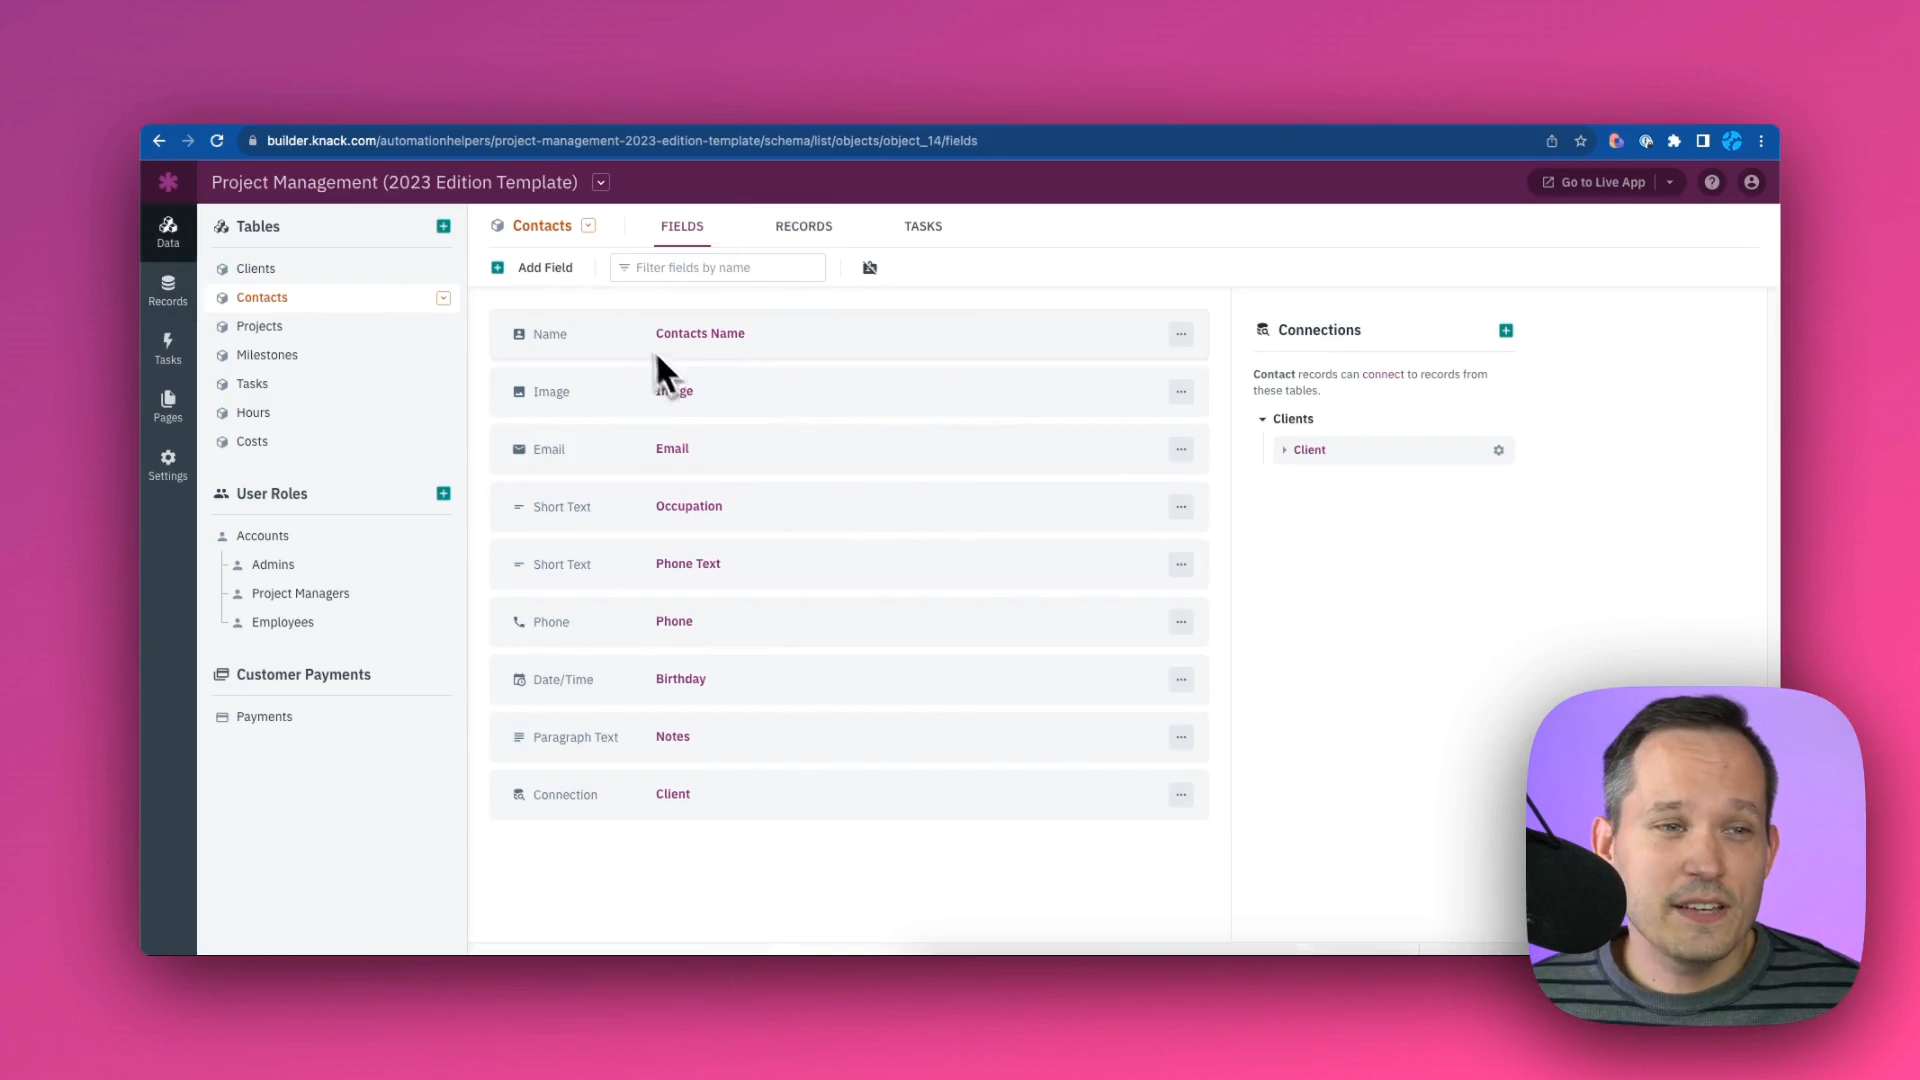 builder.knack.com/automationhelpers/project-management-2023-edition-template/schema/list/objects/object_14/fields
Project Management (2023 Edition Template)
Go to Live App
Data
Records
Tasks
Pages
Settings
Tables
Clients
Contacts
Projects
Milestones
Tasks
Hours
Costs
User Roles
Accounts
Admins
Project Managers
Employees
Customer Payments
Payments
Contacts
FIELDS
RECORDS
TASKS
Add Field
Filter fields by name
Name Contacts Name
Image
Email Email
Short Text Occupation
Short Text Phone Text
Phone Phone
Date/Time Birthday
Paragraph Text Notes
Connection Client
Connections
Contact records can connect to records from
these tables.
Clients
Client